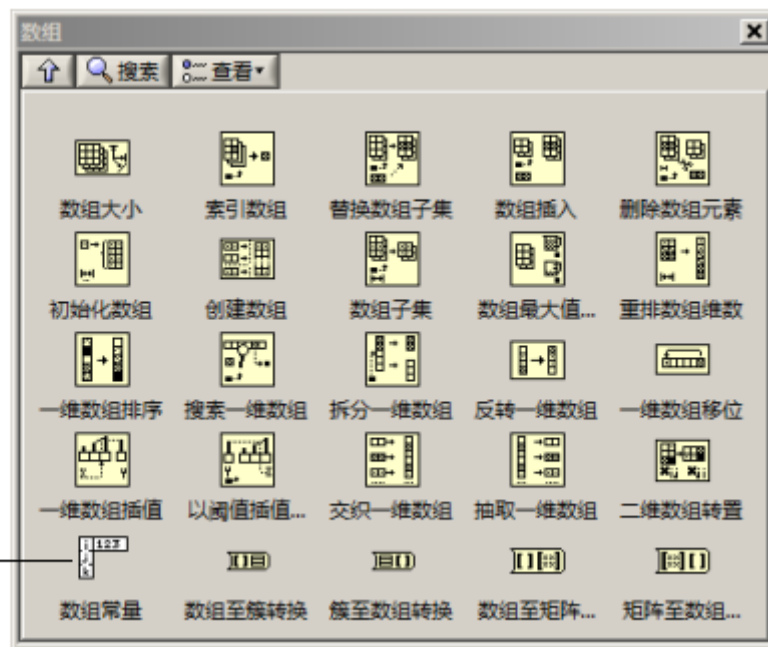 数组
搜索 查看
数组大小 索引数组 替换数组子集 数组插入 删除数组元素
初始化数组 创建数组 数组子集 数组最大值... 重排数组维数
一维数组排序 搜索一维数组 拆分一维数组 反转一维数组 一维数组移位
一维数组插值 以阈值插值... 交织一维数组 抽取一维数组 二维数组转置
123
数组常量 数组至簇转换 簇至数组转换 数组至矩阵... 矩阵至数组...